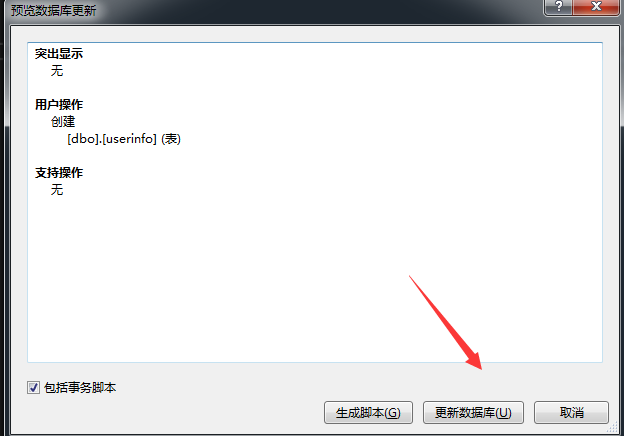 预览数据库更新
突出显示
无
用户操作
创建
[dbo].[userinfo] (表)
支持操作
无
包括事务脚本
生成脚本(G)
更新数据库(U)
取消